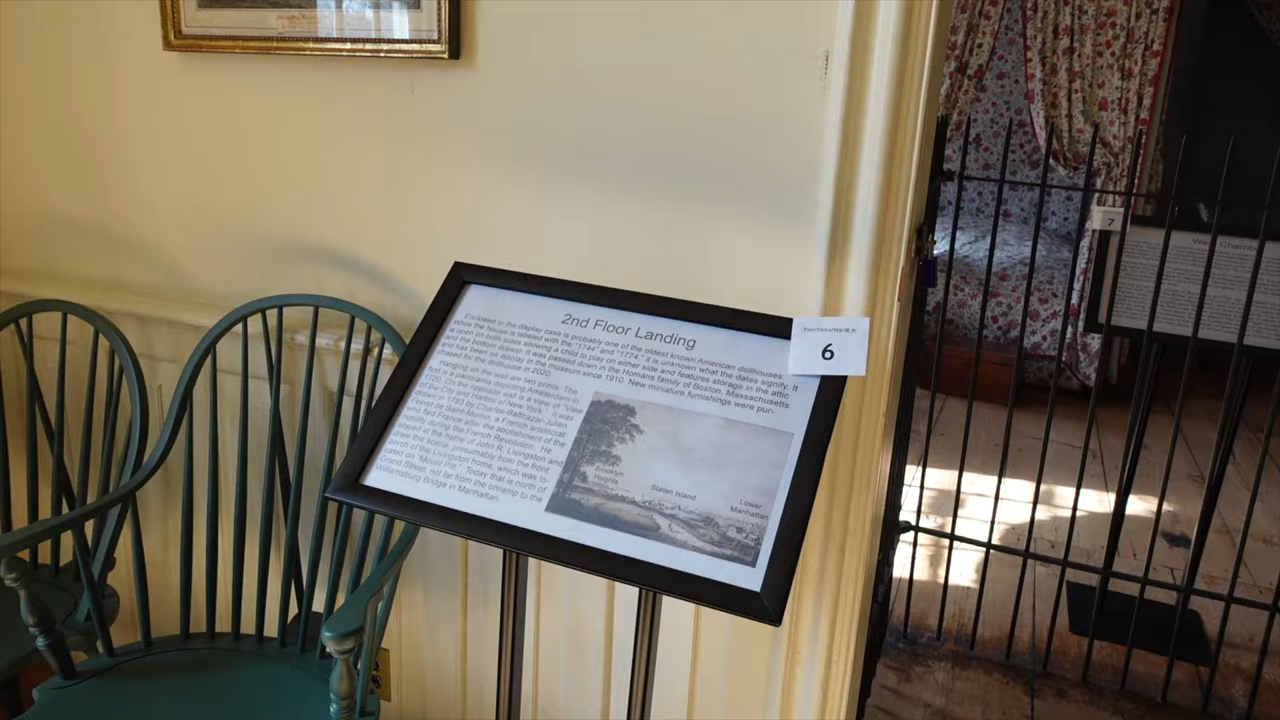 2nd Floor Landing
Enclosed in the display case is probably one of the oldest known American dollhouses.
While the house is labeled with the "1744" and "1774," it is unknown what the dates signify. It
is open on both sides allowing a child to play on either side and features storage in the attic
and the bottom drawer. It was passed down in the Homans family of Boston, Massachusetts
and has been on display in the museum since 1910. New miniature furnishings were pur-
chased for the dollhouse in 2020.
Hanging on the wall are two prints. The
first is a panorama depicting Amsterdam in
1720. On the opposite wall is a view of "View
of the City and Harbor of New York." It was
drawn in 1793 by Charles-Balthazar-Julien
Févret de Saint-Mémin, a French aristocrat
who fled France after the abolishment of the
nobility during the French Revolution. He
stayed at the home of John R. Livingston and
drew this scene, presumably from the front
porch of the Livingston home, which was lo-
cated on "Mount Pitt." Today that is north of
Grand Street, not far from the onramp to the
Williamsburg Bridge in Manhattan.
Brooklyn
Heights
Staten Island
Lower
Manhattan
6
7
West Chamber